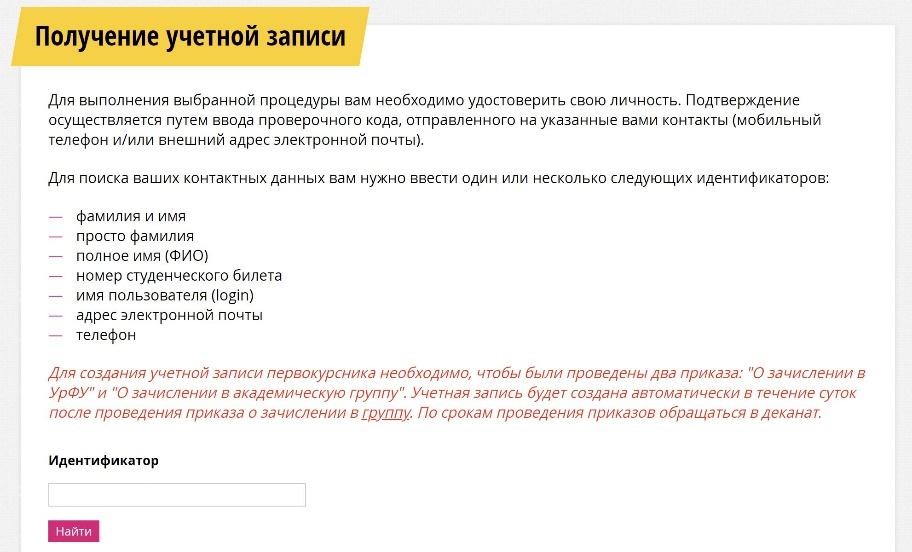 Получение учетной записи
Для выполнения выбранной процедуры вам необходимо удостоверить свою личность. Подтверждение
осуществляется путем ввода проверочного кода, отправленного на указанные вами контакты (мобильный
телефон и/или внешний адрес электронной почты).
Для поиска ваших контактных данных вам нужно ввести один или несколько следующих идентификаторов:
— фамилия и имя
— просто фамилия
— полное имя (ФИО)
— номер студенческого билета
— имя пользователя (login)
— адрес электронной почты
— телефон
Для создания учетной записи первокурсника необходимо, чтобы были проведены два приказа: "О зачислении в
УрФУ" и "О зачислении в академическую группу". Учетная запись будет создана автоматически в течение суток
после проведения приказа о зачислении в группу. По срокам проведения приказов обращаться в деканат.
Идентификатор
Найти